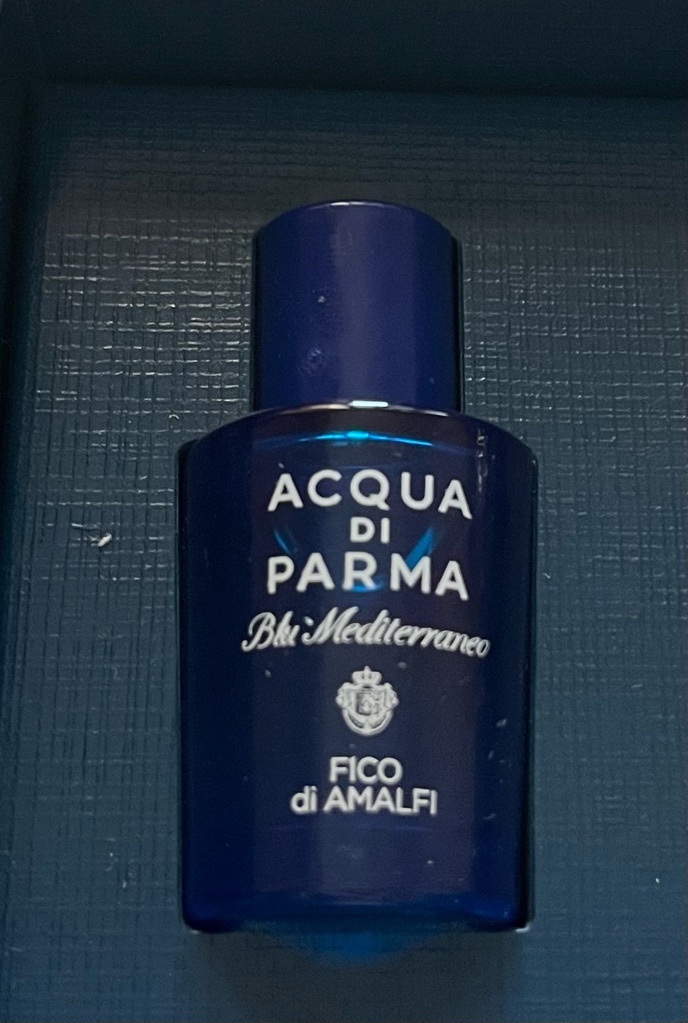 ACQUA
DI
PARMA
Blu Mediterraneo
FICO
di AMALFI